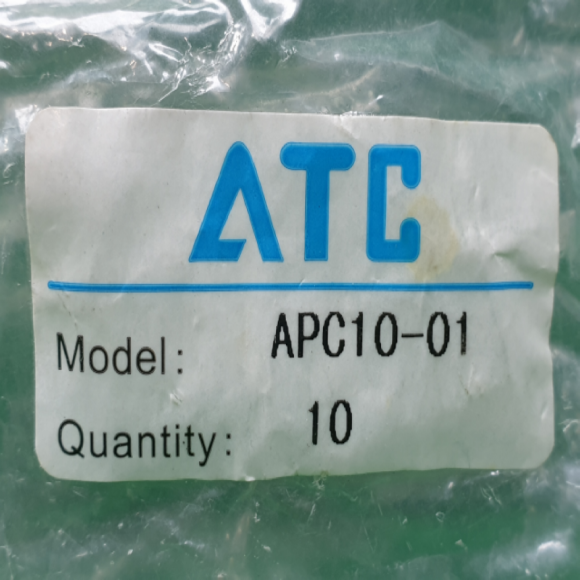 ATC
Model: APC10-01
Quantity: 10